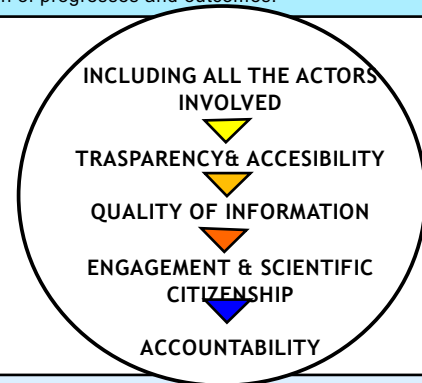 of progresses and outcomes.
INCLUDING ALL THE ACTORS
INVOLVED
TRASPARENCY& ACCESIBILITY
QUALITY OF INFORMATION
ENGAGEMENT & SCIENTIFIC
CITIZENSHIP
ACCOUNTABILITY